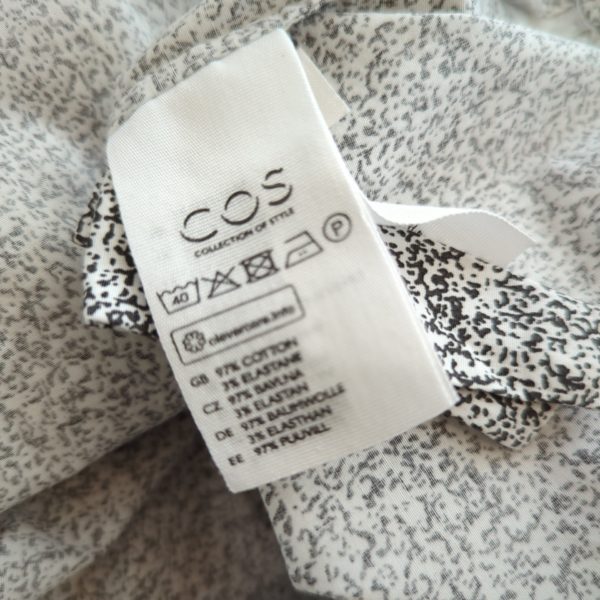 COS
COLLECTION OF STYLE
40 P
clevercare.info
GB 97% COTTON
3% ELASTANE
CZ 97% BAVLNA
3% ELASTAN
DE 97% BAUMWOLLE
3% ELASTHAN
EE 97% PUUVILL